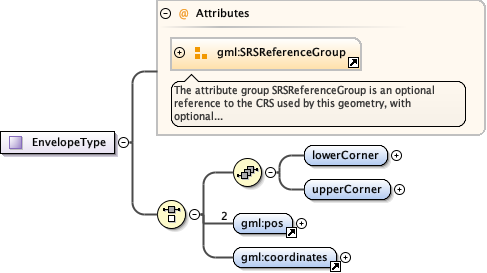 @ Attributes
gml:SRSReferenceGroup
The attribute group SRSReferenceGroup is an optional
reference to the CRS used by this geometry, with
optional...
EnvelopeType
lowerCorner
upperCorner
2
gml:pos
gml:coordinates